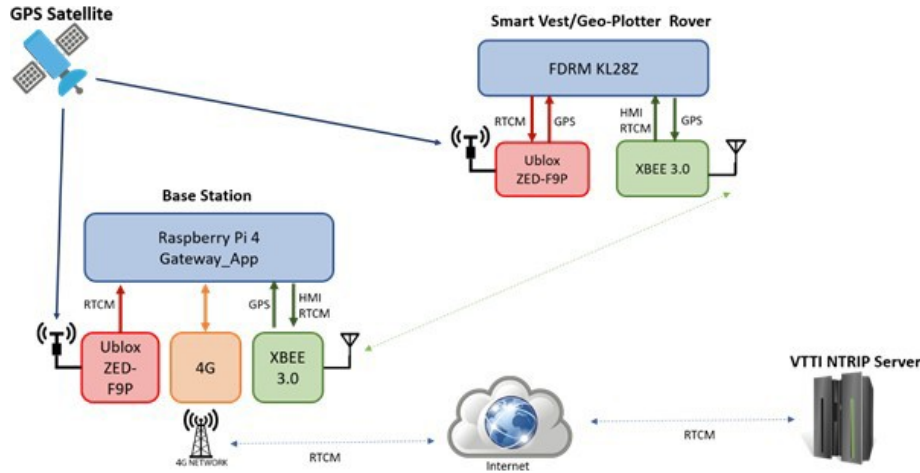 GPS Satellite
Smart Vest/Geo-Plotter Rover
FDRM KL28Z
RTCM
GPS
HMI
RTCM
GPS
Ublox
ZED-F9P
XBEE 3.0
Base Station
Raspberry Pi 4
Gateway_App
RTCM
GPS
HMI
RTCM
Ublox
ZED-
F9P
4G
XBEE
3.0
4G NETWORK
RTCM
Internet
RTCM
VTTI NTRIP Server